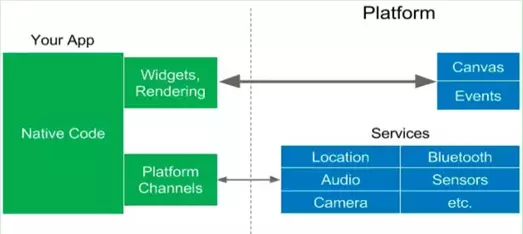 Platform
Your App
Widgets,
Rendering
Canvas
Events
Native Code
Services
Platform
Channels
Location
Bluetooth
Audio
Sensors
Camera
etc.